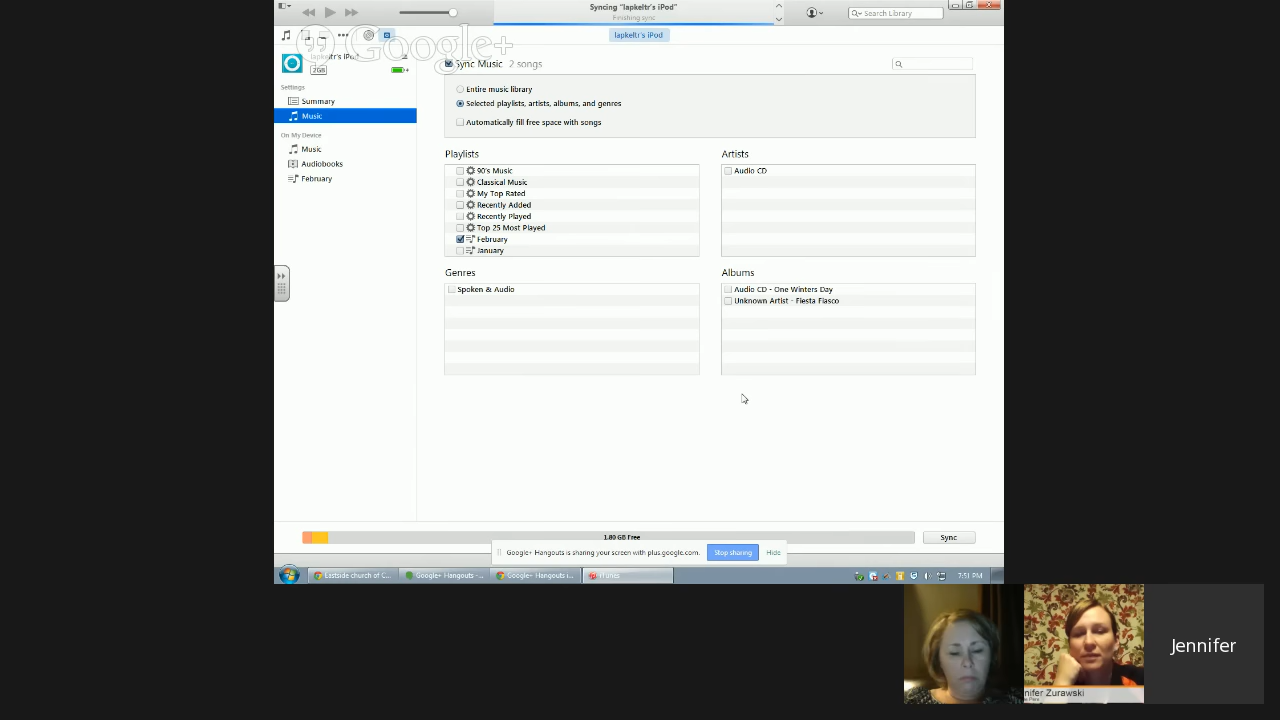 Syncing "lapkeltr's iPod"
Finishing sync
Search Library
Google+
lapkeltr's iPod
lapkeltr's iPod
2GB
Sync Music 2 songs
Settings
Summary
Music
On My Device
Music
Audiobooks
February
Entire music library
Selected playlists, artists, albums, and genres
Automatically fill free space with songs
Playlists
90's Music
Classical Music
My Top Rated
Recently Added
Recently Played
Top 25 Most Played
February
January
Artists
Audio CD
Genres
Spoken & Audio
Albums
Audio CD - One Winters Day
Unknown Artist - Fiesta Fiasco
1.80 GB Free
Sync
Google+ Hangouts is sharing your screen with plus.google.com.
Stop sharing
Hide
Eastside church of C...
Google+ Hangouts -...
Google+ Hangouts i...
iTunes
7:51 PM
nifer Zurawski
Jennifer